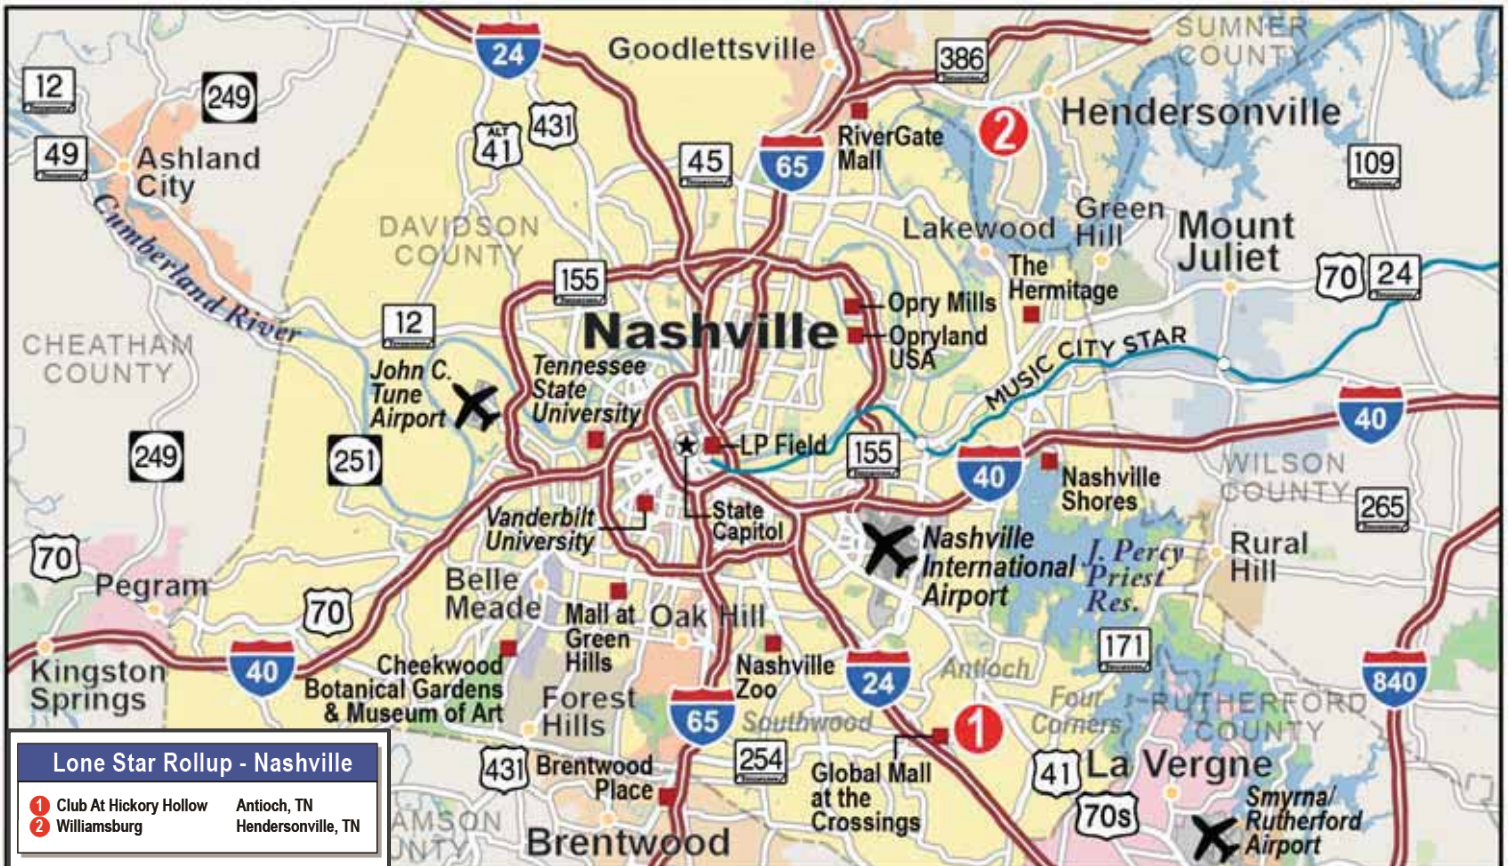 SUMNER
COUNTY
24
Goodlettsville
386
12
249
Hendersonville
2
ALT
41
431
RiverGate
Mall
49
Ashland
City
45
65
109
Cumberland River
DAVIDSON
COUNTY
Lakewood
Green
Hill
Mount
Juliet
The
Hermitage
70
24
155
Opry Mills
12
Nashville
Opryland
USA
CHEATHAM
COUNTY
MUSIC CITY STAR
John C.
Tune
Airport
Tennessee
State
University
40
249
251
LP Field
155
40
Nashville
Shores
WILSON
COUNTY
Vanderbilt
University
State
Capitol
265
70
Nashville
International
Airport
J. Percy
Priest
Res.
Rural
Hill
Pegram
70
Belle
Meade
Mall at
Green
Hills
Oak Hill
171
Kingston
Springs
40
Cheekwood
Botanical Gardens
& Museum of Art
Nashville
Zoo
24
Antioch
840
Forest
Hills
65
Southwood
Four
Corners
RUTHERFORD
COUNTY
1
431
Brentwood
Place
254
Global Mall
at the
Crossings
41
La Vergne
70s
Smyrna/
Rutherford
Airport
Brentwood
AMSON
UNTY
Lone Star Rollup - Nashville
1 Club At Hickory Hollow Antioch, TN
2 Williamsburg Hendersonville, TN